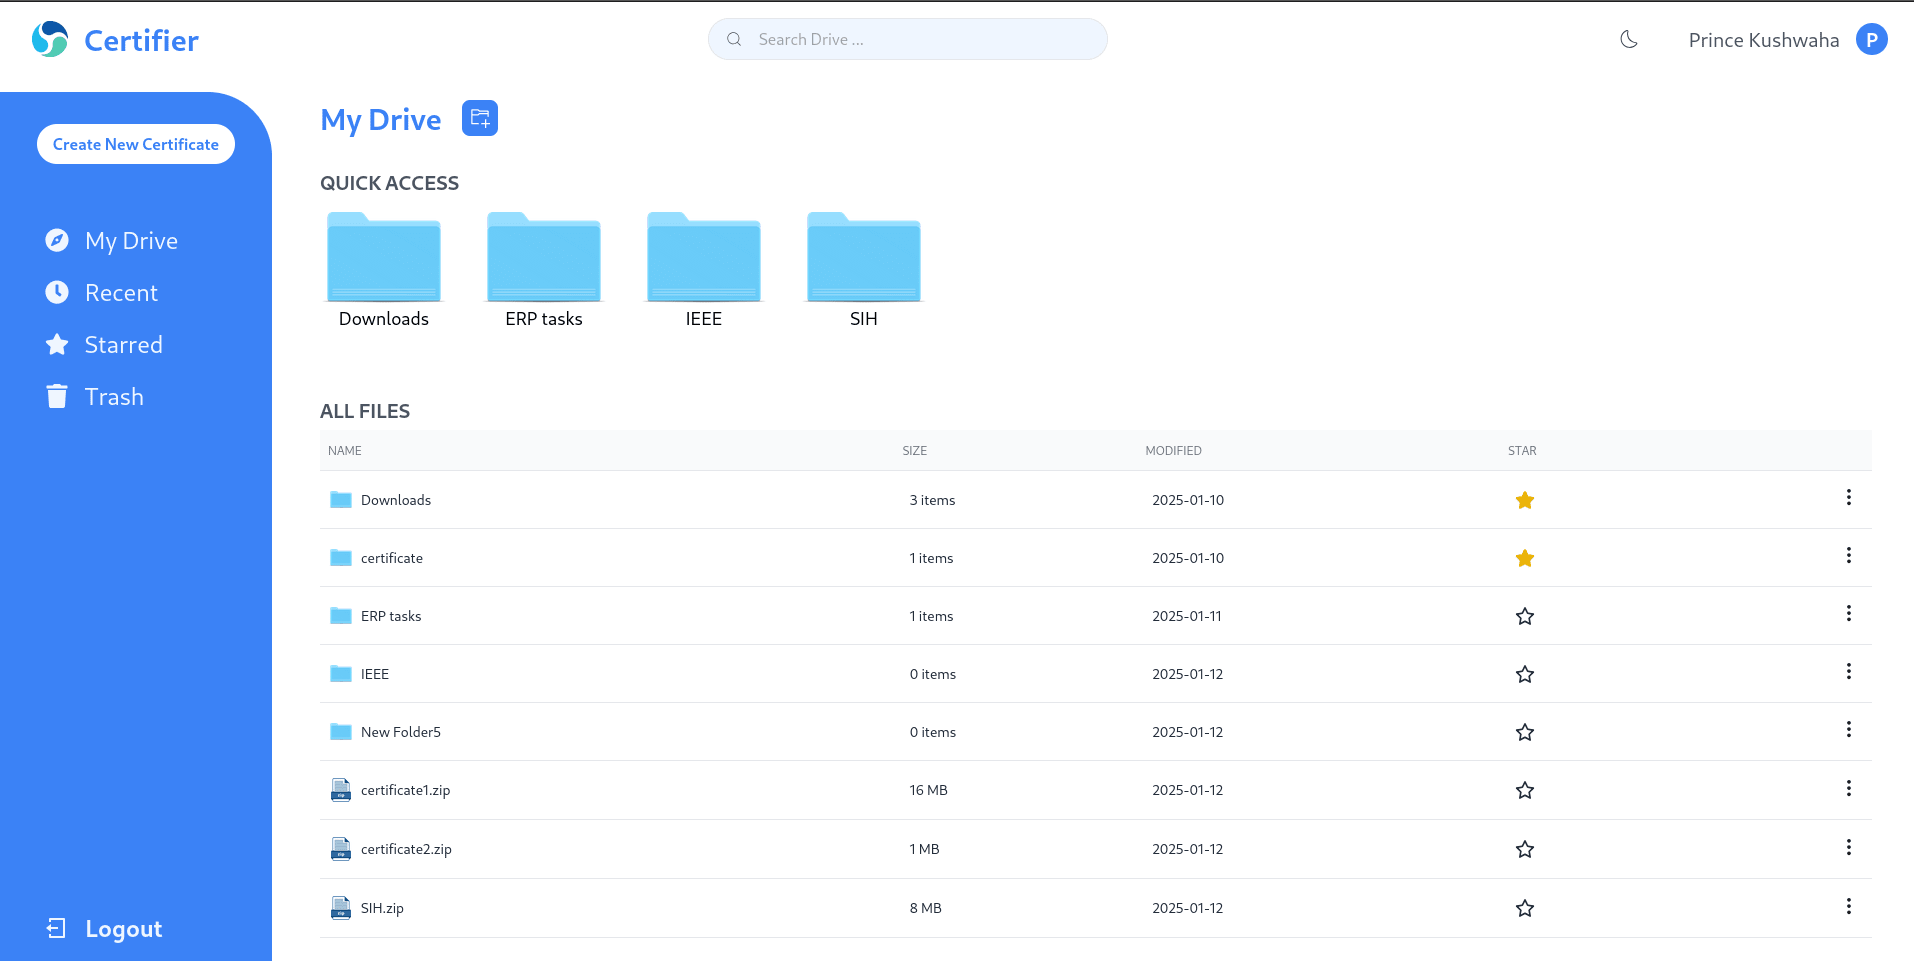 Certifier
Search Drive ...
Prince Kushwaha
P
Create New Certificate
My Drive
Recent
Starred
Trash
Logout
My Drive
QUICK ACCESS
Downloads
ERP tasks
IEEE
SIH
ALL FILES
NAME SIZE MODIFIED STAR
Downloads 3 items 2025-01-10
certificate 1 items 2025-01-10
ERP tasks 1 items 2025-01-11
IEEE 0 items 2025-01-12
New Folder5 0 items 2025-01-12
zip certificate1.zip 16 MB 2025-01-12
zip certificate2.zip 1 MB 2025-01-12
zip SIH.zip 8 MB 2025-01-12